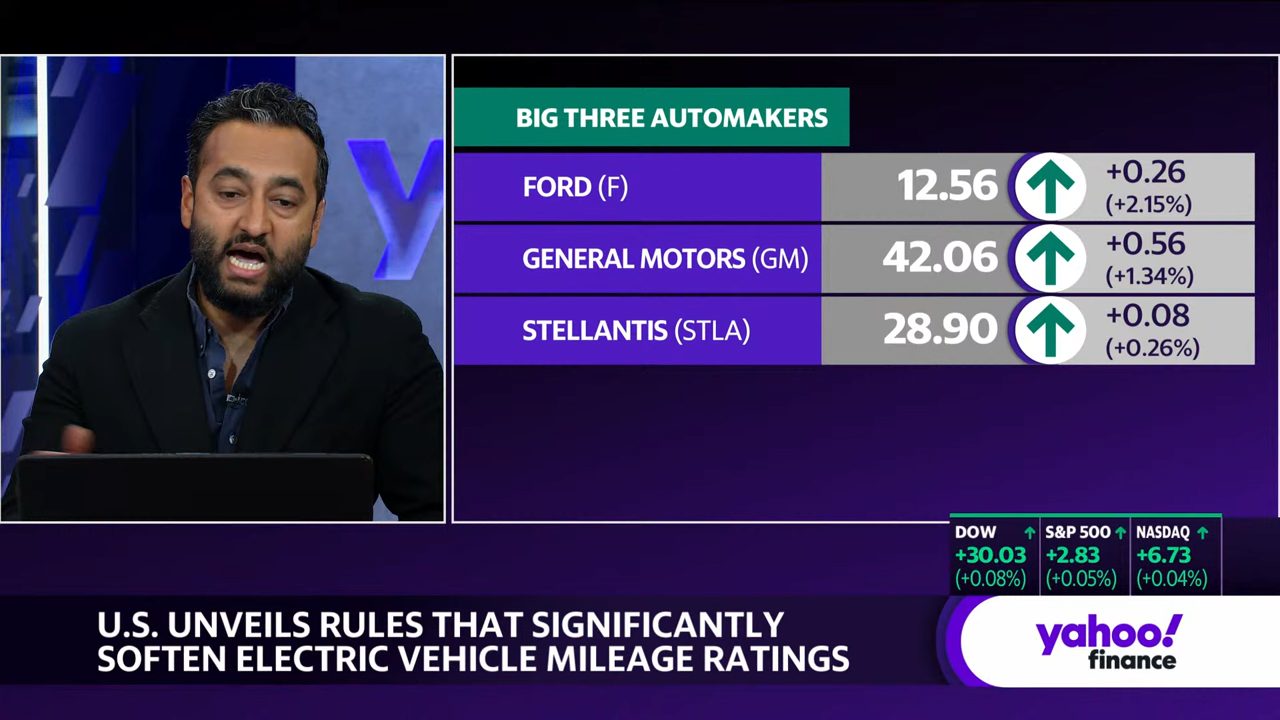 BIG THREE AUTOMAKERS
FORD (F) 12.56 +0.26 (+2.15%)
GENERAL MOTORS (GM) 42.06 +0.56 (+1.34%)
STELLANTIS (STLA) 28.90 +0.08 (+0.26%)
DOW S&P 500 NASDAQ
+30.03 +2.83 +6.73
(+0.08%) (+0.05%) (+0.04%)
U.S. UNVEILS RULES THAT SIGNIFICANTLY
SOFTEN ELECTRIC VEHICLE MILEAGE RATINGS
yahoo!
finance
y